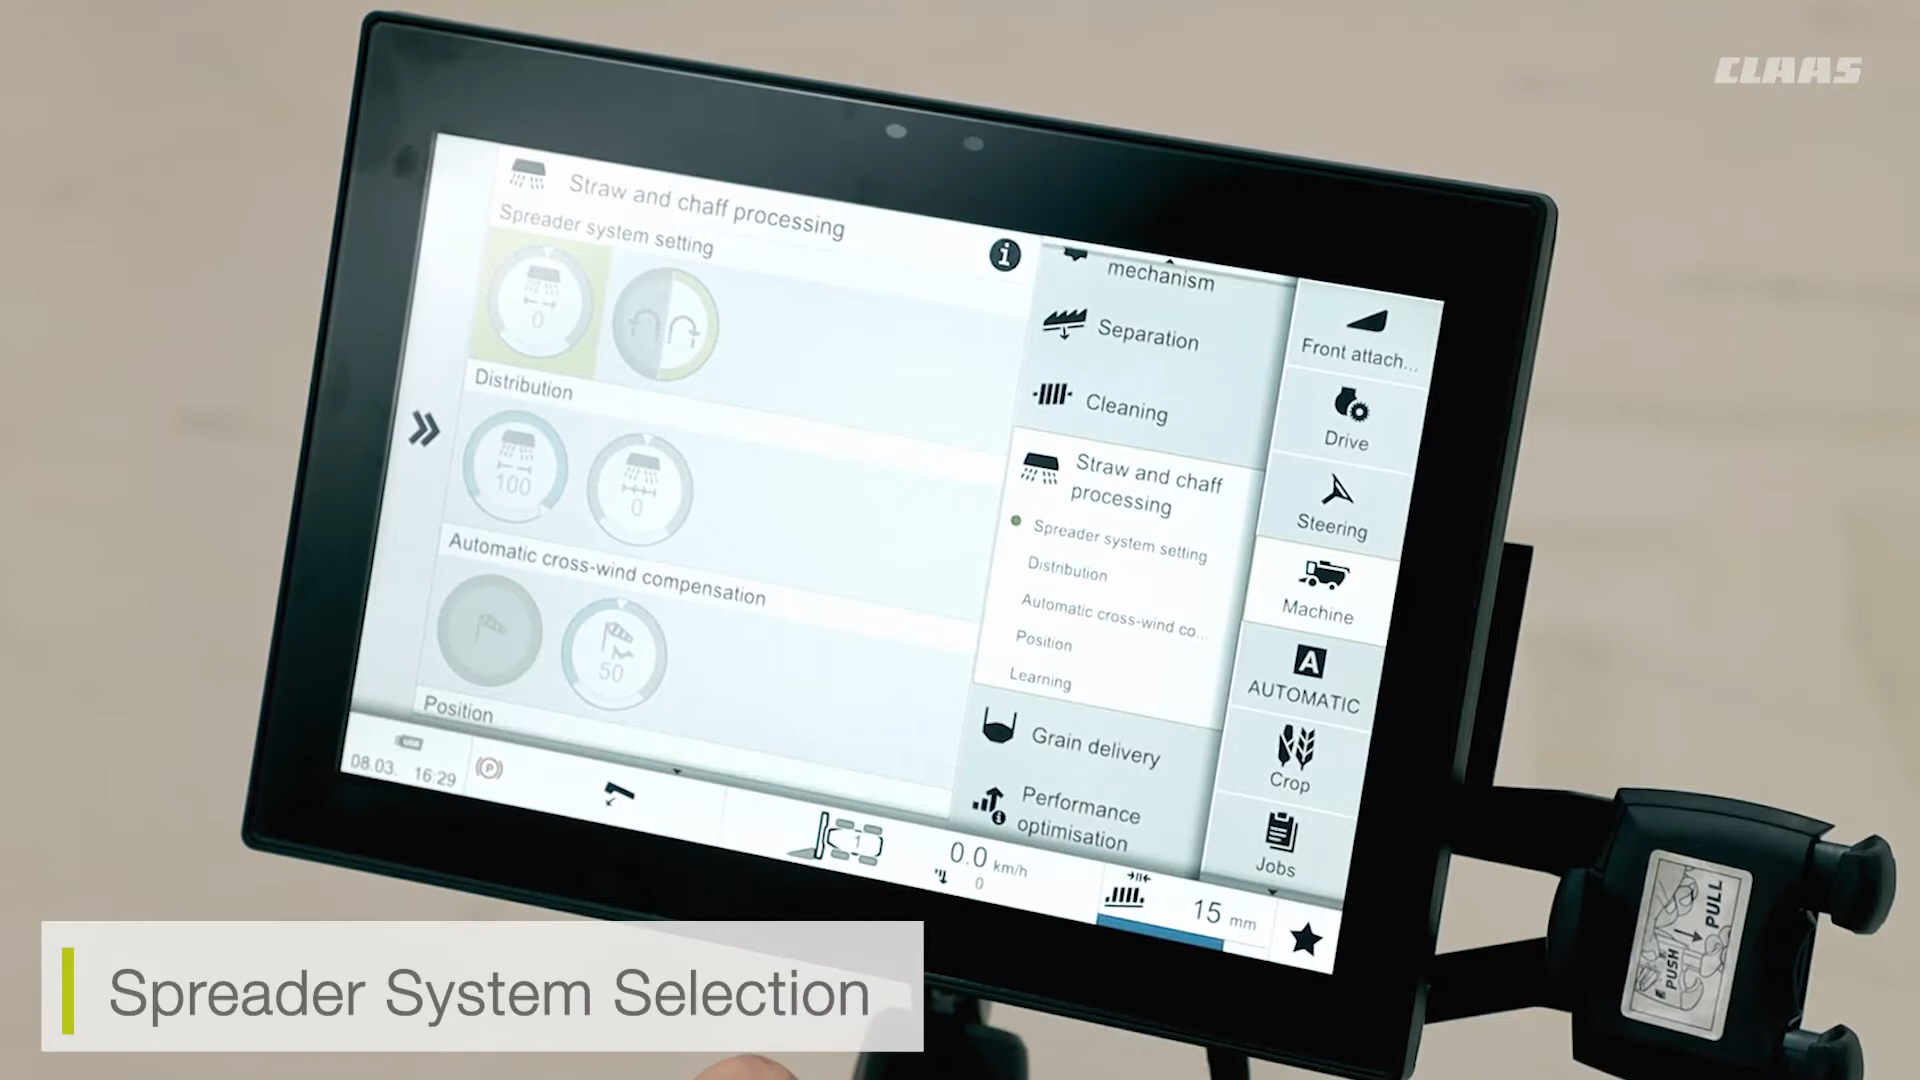 CLAAS
Straw and chaff processing
Spreader system setting
0
Distribution
100
0
Automatic cross-wind compensation
50
Position
mechanism
Separation
Cleaning
Straw and chaff
processing
Spreader system setting
Distribution
Automatic cross-wind co...
Position
Learning
Grain delivery
Performance
optimisation
Front attach...
Drive
Steering
Machine
A
AUTOMATIC
Crop
Jobs
08.03. 16:29
P
1
0.0 km/h
0
15 mm
PUSH
PULL
Spreader System Selection